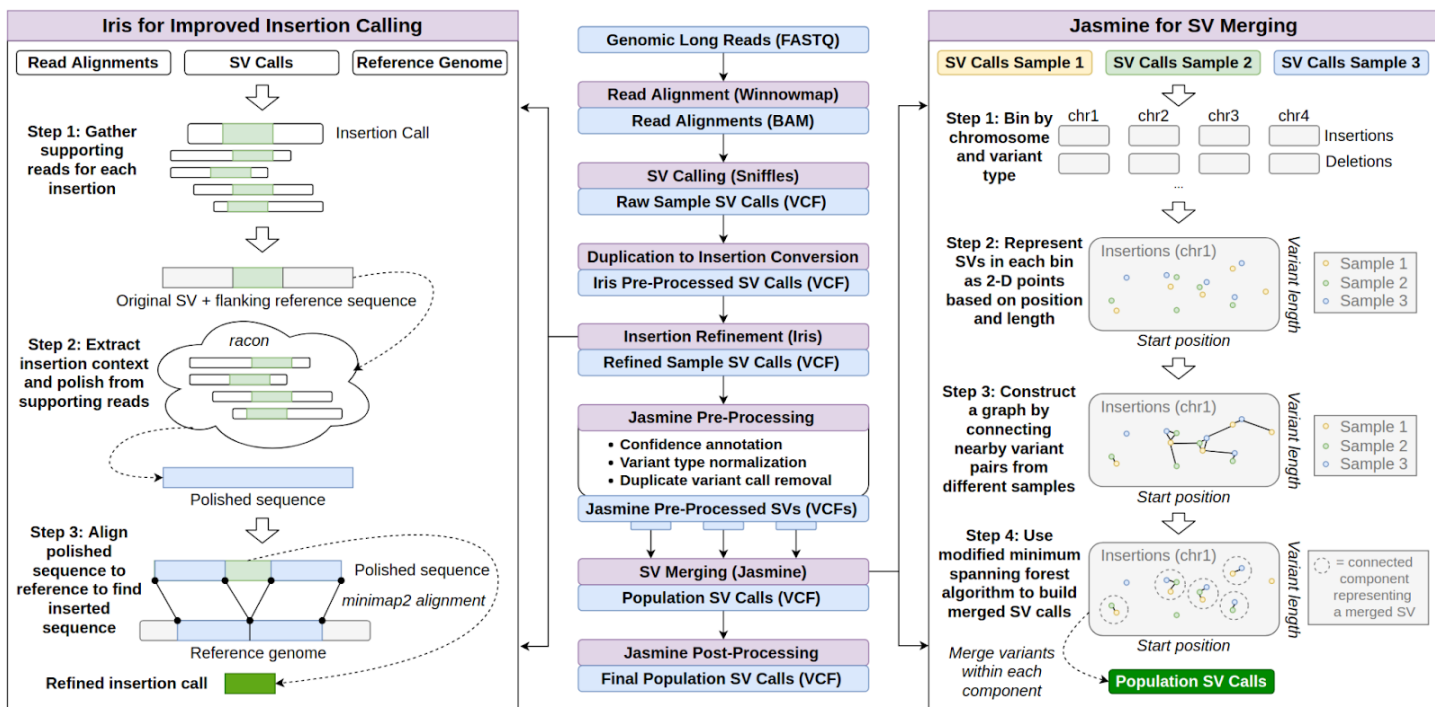 Iris for Improved Insertion Calling
Read Alignments
SV Calls
Reference Genome
Step 1: Gather
supporting
reads for each
insertion
Insertion Call
Original SV + flanking reference sequence
Step 2: Extract
insertion context
and polish from
supporting reads
racon
Polished sequence
Step 3: Align
polished
sequence to
reference to find
inserted
sequence
Polished sequence
minimap2 alignment
Reference genome
Refined insertion call
Genomic Long Reads (FASTQ)
Read Alignment (Winnowmap)
Read Alignments (BAM)
SV Calling (Sniffles)
Raw Sample SV Calls (VCF)
Duplication to Insertion Conversion
Iris Pre-Processed SV Calls (VCF)
Insertion Refinement (Iris)
Refined Sample SV Calls (VCF)
Jasmine Pre-Processing
• Confidence annotation
• Variant type normalization
• Duplicate variant call removal
Jasmine Pre-Processed SVs (VCFs)
SV Merging (Jasmine)
Population SV Calls (VCF)
Jasmine Post-Processing
Final Population SV Calls (VCF)
Jasmine for SV Merging
SV Calls Sample 1
SV Calls Sample 2
SV Calls Sample 3
Step 1: Bin by
chromosome
and variant
type
chr1
chr2
chr3
chr4
Insertions
Deletions
...
Step 2: Represent
SVs in each bin
as 2-D points
based on position
and length
Insertions (chr1)
Variant length
Start position
Sample 1
Sample 2
Sample 3
Step 3: Construct
a graph by
connecting
nearby variant
pairs from
different samples
Insertions (chr1)
Variant length
Start position
Sample 1
Sample 2
Sample 3
Step 4: Use
modified minimum
spanning forest
algorithm to build
merged SV calls
Insertions (chr1)
Variant length
Start position
= connected
component
representing
a merged SV
Merge variants
within each
component
Population SV Calls